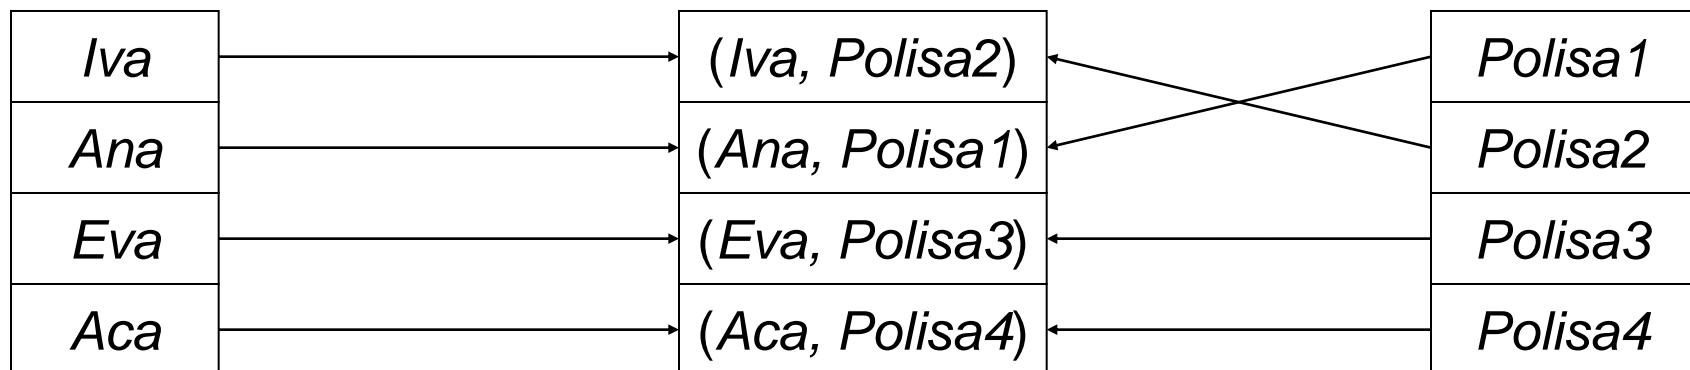 Iva (Iva, Polisa2) Polisa1
Ana (Ana, Polisa1) Polisa2
Eva (Eva, Polisa3) Polisa3
Aca (Aca, Polisa4) Polisa4